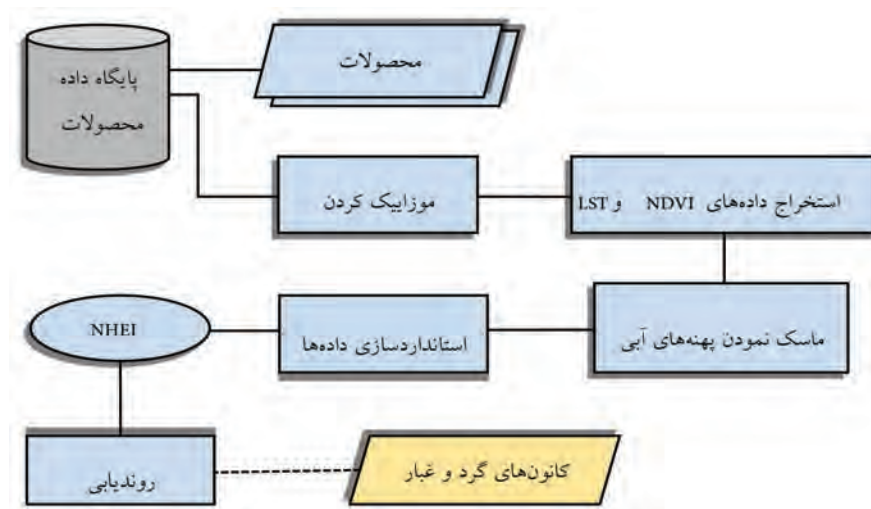 پایگاه داده
محصولات
محصولات
موزاییک کردن
استخراج داده‌های NDVI و LST
ماسک نمودن پهنه‌های آبی
استانداردسازی داده‌ها
NHEI
روندیابی
کانون‌های گرد و غبار